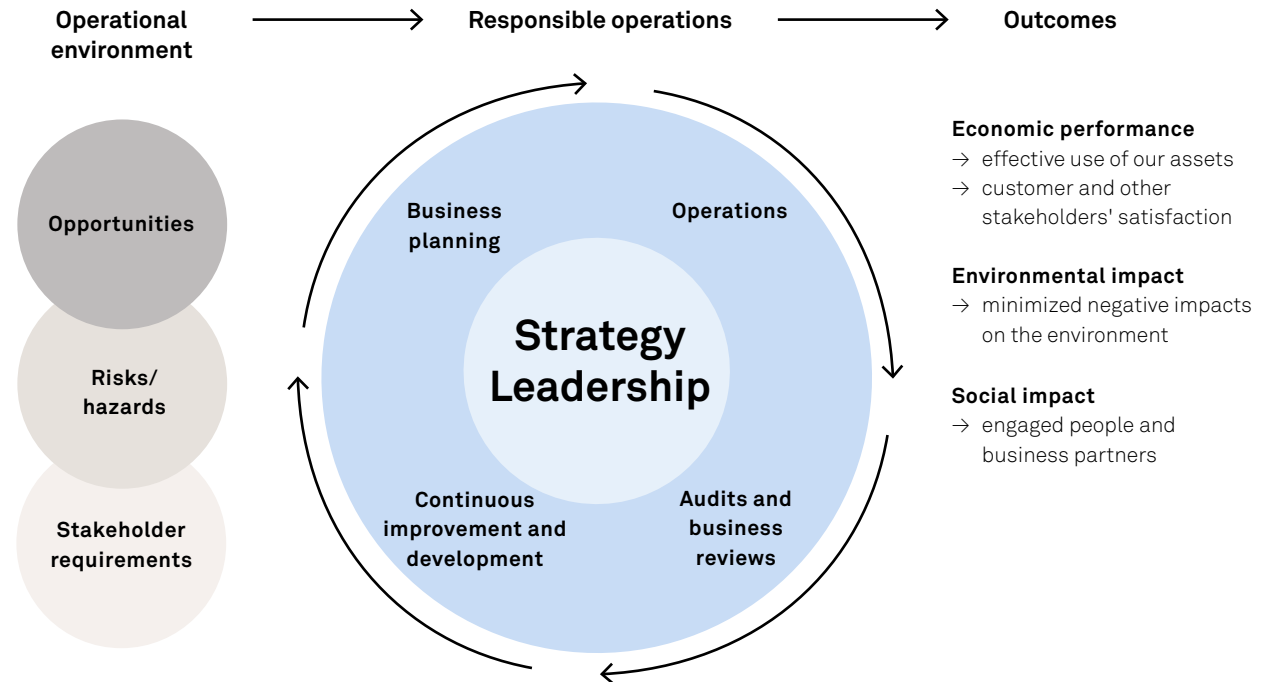 Operational
environment
Responsible operations
Outcomes
Opportunities
Risks/
hazards
Stakeholder
requirements
Business
planning
Operations
Strategy
Leadership
Continuous
improvement and
development
Audits and
business
reviews
Economic performance
→ effective use of our assets
→ customer and other
stakeholders' satisfaction
Environmental impact
→ minimized negative impacts
on the environment
Social impact
→ engaged people and
business partners